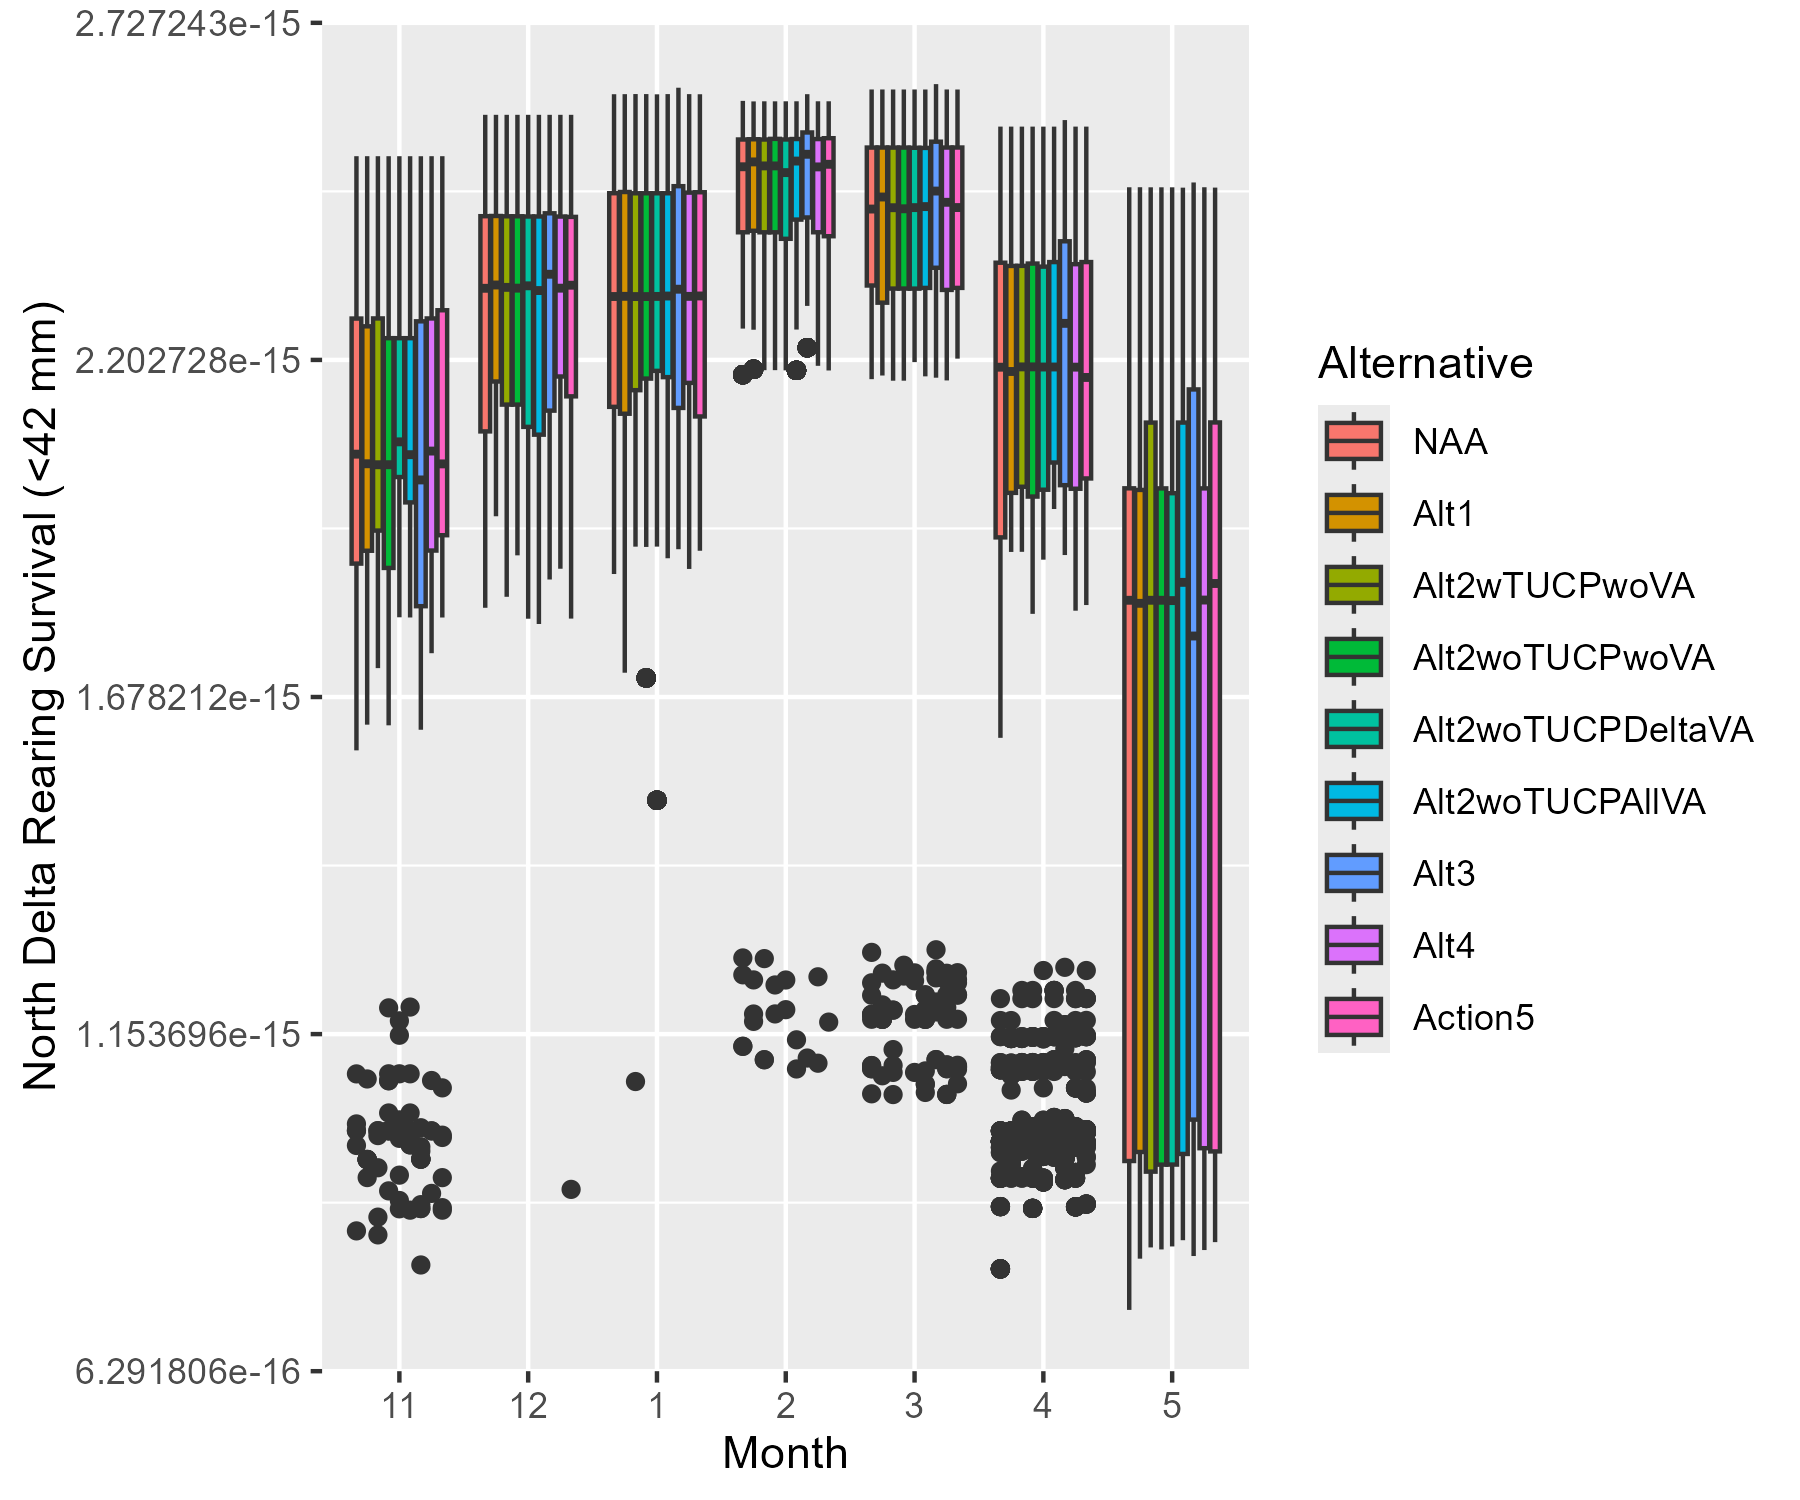 North Delta Rearing Survival (<42 mm)
2.727243e-15
2.202728e-15
1.678212e-15
1.153696e-15
6.291806e-16
11 12 1 2 3 4 5
Month
Alternative
NAA
Alt1
Alt2wTUCPwoVA
Alt2woTUCPwoVA
Alt2woTUCPDeltaVA
Alt2woTUCPAllVA
Alt3
Alt4
Action5